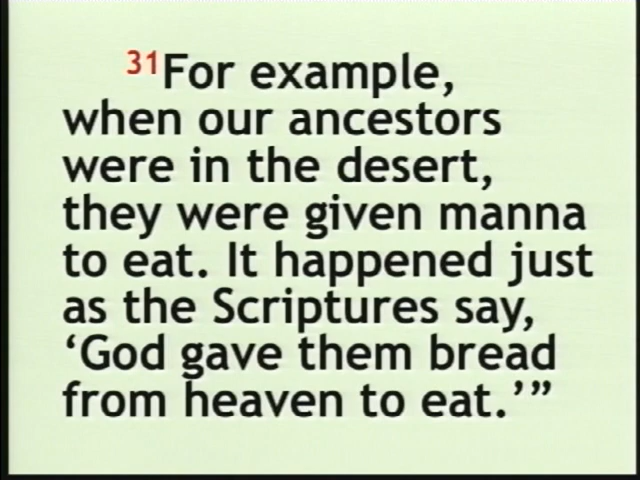 31For example,
when our ancestors
were in the desert,
they were given manna
to eat. It happened just
as the Scriptures say,
‘God gave them bread
from heaven to eat.’”